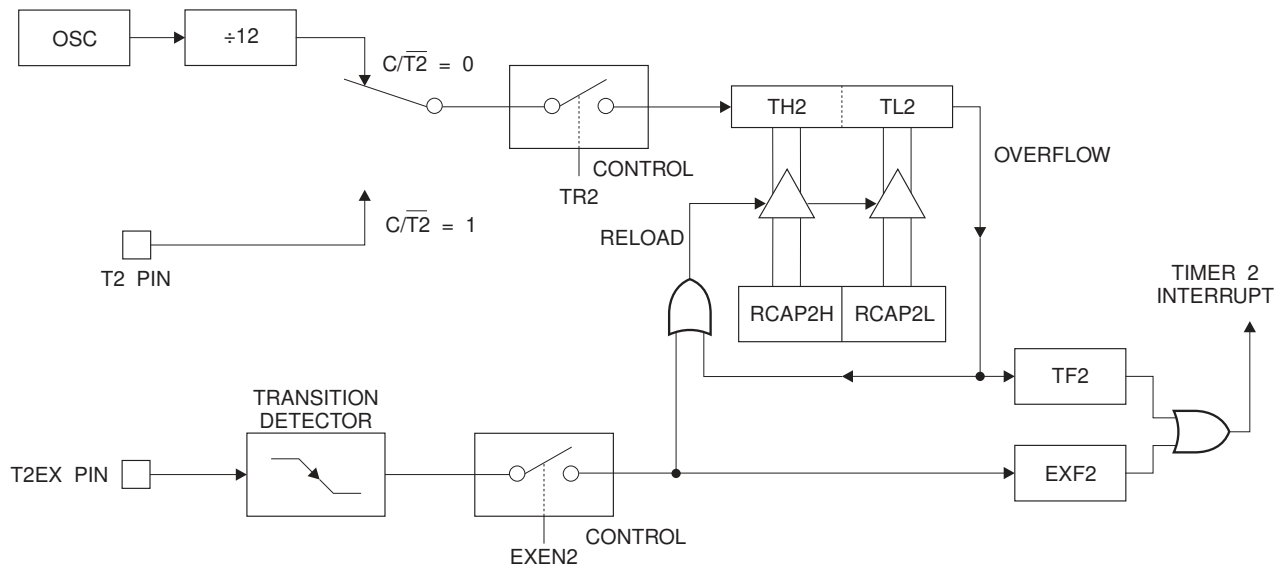 OSC
÷12
C/T2̅ = 0
TH2
TL2
OVERFLOW
CONTROL
TR2
C/T2̅ = 1
RELOAD
T2 PIN
TIMER 2
INTERRUPT
RCAP2H
RCAP2L
TF2
TRANSITION
DETECTOR
T2EX PIN
EXF2
CONTROL
EXEN2